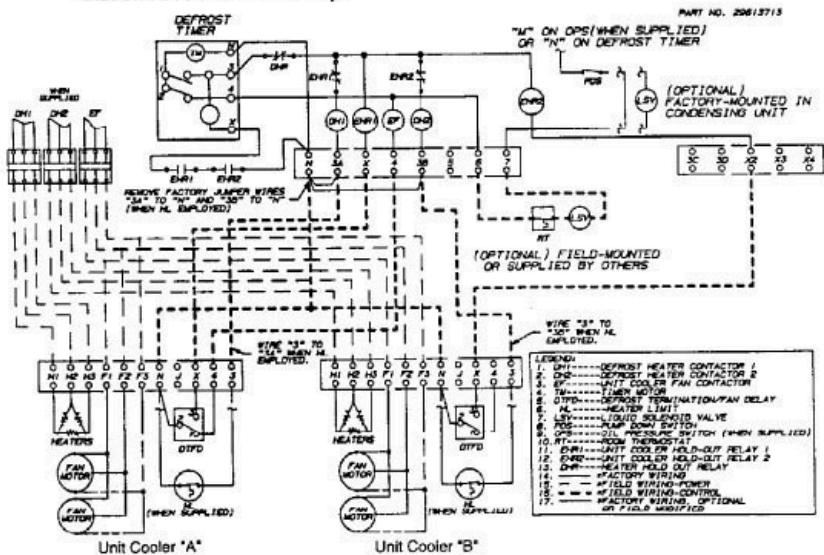 PART NO. 29613713
DEFROST
TIMER
"M" ON OPS(WHEN SUPPLIED)
OR "N" ON DEFROST TIMER
TM
3
4
X
DHR
EHR1
EHR2
PDS
LSV
(OPTIONAL)
FACTORY-MOUNTED IN
CONDENSING UNIT
WHEN
SUPPLIED
DH1
DH2
EF
DH1
EHR1
EF
DH2
EHR2
EHR1
EHR2
N
3A
X
4
3B
5
6
7
3C
3D
X2
X3
X4
REMOVE FACTORY JUMPER WIRES
"3A" TO "N" AND "3B" TO "N"
(WHEN HL EMPLOYED)
RT
LSV
(OPTIONAL) FIELD-MOUNTED
OR SUPPLIED BY OTHERS
WIRE "3" TO
"3A" WHEN HL
EMPLOYED.
WIRE "3" TO
"3B" WHEN HL
EMPLOYED.
H1
H2
H3
F1
F2
F3
N
X
4
3
H1
H2
H3
F1
F2
F3
N
X
4
3
HEATERS
DTFD
HEATERS
DTFD
FAN
MOTOR
FAN
MOTOR
HL
(WHEN SUPPLIED)
FAN
MOTOR
FAN
MOTOR
HL
(WHEN SUPPLIED)
Unit Cooler "A"
Unit Cooler "B"
LEGEND:
1. DH1------DEFROST HEATER CONTACTOR 1
2. DH2------DEFROST HEATER CONTACTOR 2
3. EF------UNIT COOLER FAN CONTACTOR
4. TM------TIMER MOTOR
5. DTFD------DEFROST TERMINATION/FAN DELAY
6. HL------HEATER LIMIT
7. LSV------LIQUID SOLENOID VALVE
8. PDS------PUMP DOWN SWITCH
9. OPS------OIL PRESSURE SWITCH (WHEN SUPPLIED)
10. RT------ROOM THERMOSTAT
11. EHR1------UNIT COOLER HOLD-OUT RELAY 1
12. EHR2------UNIT COOLER HOLD-OUT RELAY 2
13. DHR------HEATER HOLD OUT RELAY
14. FACTORY WIRING
15. FIELD WIRING-POWER
16. FIELD WIRING-CONTROL
17. FACTORY WIRING, OPTIONAL
OR FIELD MODIFIED